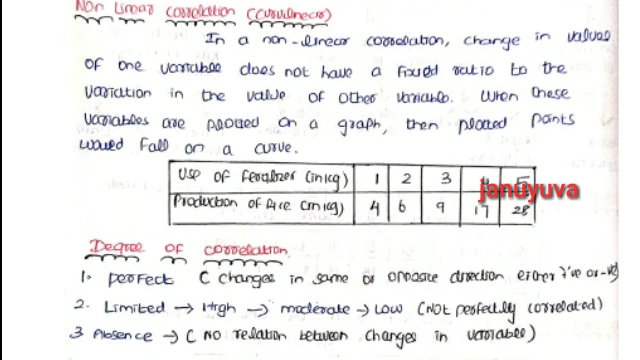 Non Linear correlation (curvilinear)
In a non-linear correlation, change in values
of one variable does not have a fixed ratio to the
variation in the value of other variable. When these
variables are plotted on a graph, then plotted points
would fall on a curve.
Use of Fertilizer (in kg) 1 2 3 4 5
januyuva
Production of Rice (in kg) 4 6 9 17 28
Degree of correlation
1. perfect ( changes in same or opposite direction either +ve or -ve)
2. Limited → High → moderate → Low (not perfectly correlated)
3 Absence → ( No relation between changes in variable)